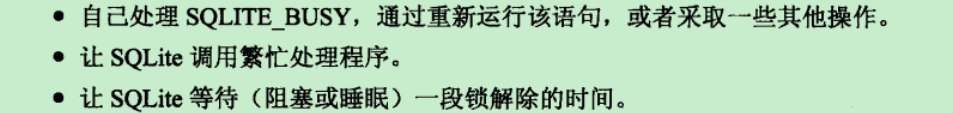 • 自己处理 SQLITE_BUSY，通过重新运行该语句，或者采取一些其他操作。
• 让 SQLite 调用繁忙处理程序。
• 让 SQLite 等待（阻塞或睡眠）一段锁解除的时间。